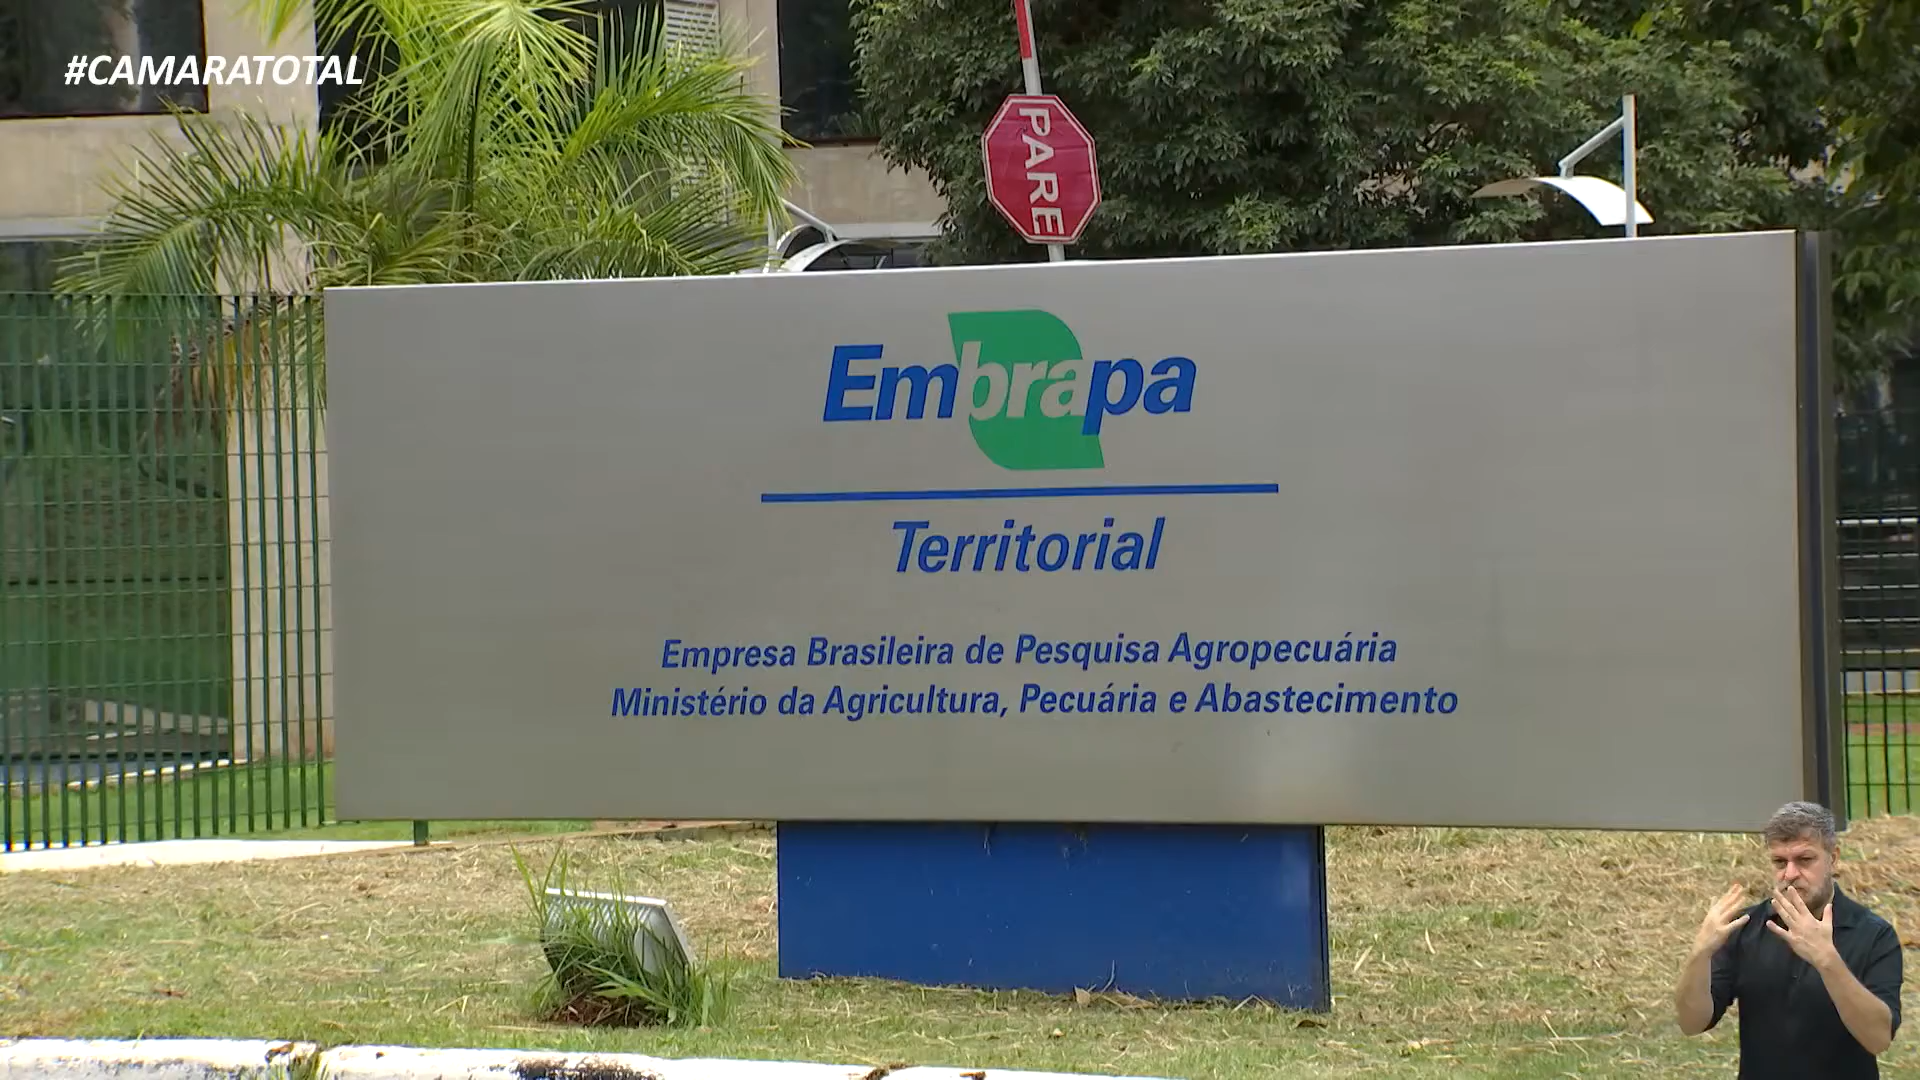 #CAMARATOTAL
PARE
Embrapa
Territorial
Empresa Brasileira de Pesquisa Agropecuária
Ministério da Agricultura, Pecuária e Abastecimento